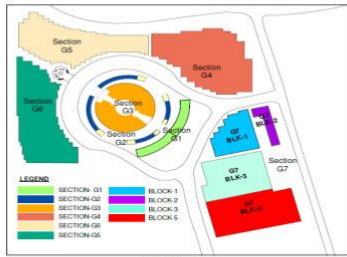 Section
G5
Section
G4
Section
G6
Section
G3
Section
G2
Section
G1
G7
BLK-1
G7
BLK-2
Section
G7
G7
BLK-3
G7
BLK-5
LEGEND
SECTION- G1
SECTION-G2
SECTION-G3
SECTION-G4
SECTION-G5
SECTION-G6
BLOCK-1
BLOCK-2
BLOCK-3
BLOCK-5